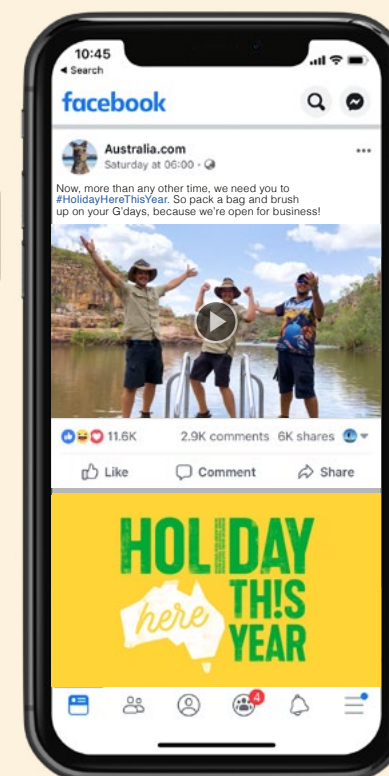 10:45
Search
facebook
Australia.com
Saturday at 06:00
Now, more than any other time, we need you to
#HolidayHereThisYear. So pack a bag and brush
up on your G'days, because we're open for business!
11.6K 2.9K comments 6K shares
Like Comment Share
HOLIDAY
here TH!S
YEAR
4